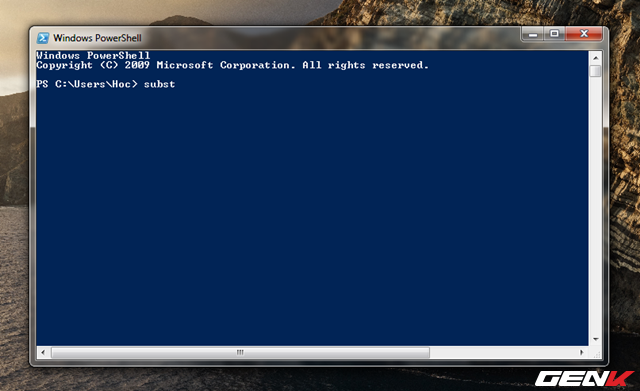 Windows PowerShell
Windows PowerShell
Copyright (C) 2009 Microsoft Corporation. All rights reserved.
PS C:\Users\Hoc> subst
GENK